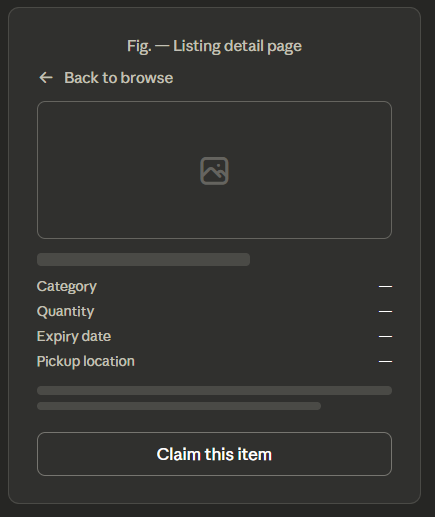 Fig. — Listing detail page
← Back to browse
Category —
Quantity —
Expiry date —
Pickup location —
Claim this item